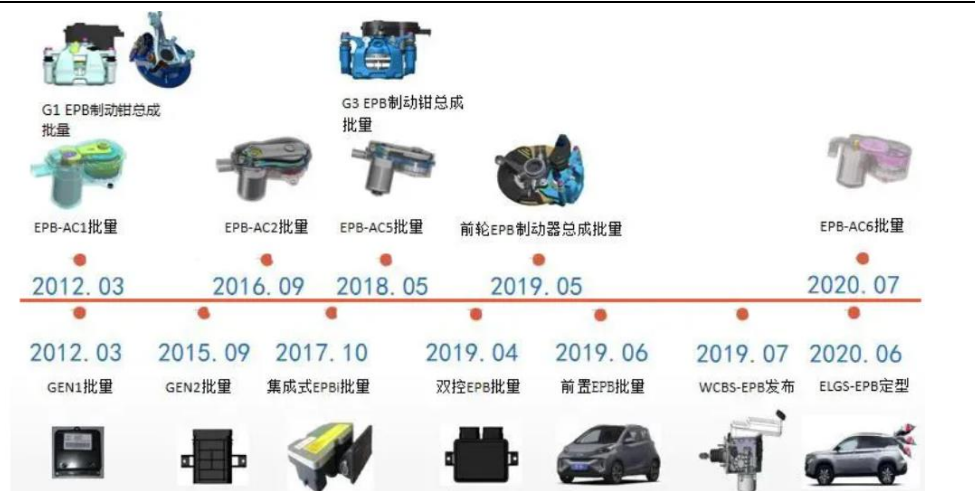 G1 EPB制动钳总成
批量
G3 EPB制动钳总成
批量
EPB-AC1批量
EPB-AC2批量
EPB-AC5批量
前轮EPB制动器总成批量
EPB-AC6批量
2012.03
2016.09
2018.05
2019.05
2020.07
2012.03
2015.09
2017.10
2019.04
2019.06
2019.07
2020.06
GEN1批量
GEN2批量
集成式EPBi批量
双控EPB批量
前置EPB批量
WCBS-EPB发布
ELGS-EPB定型